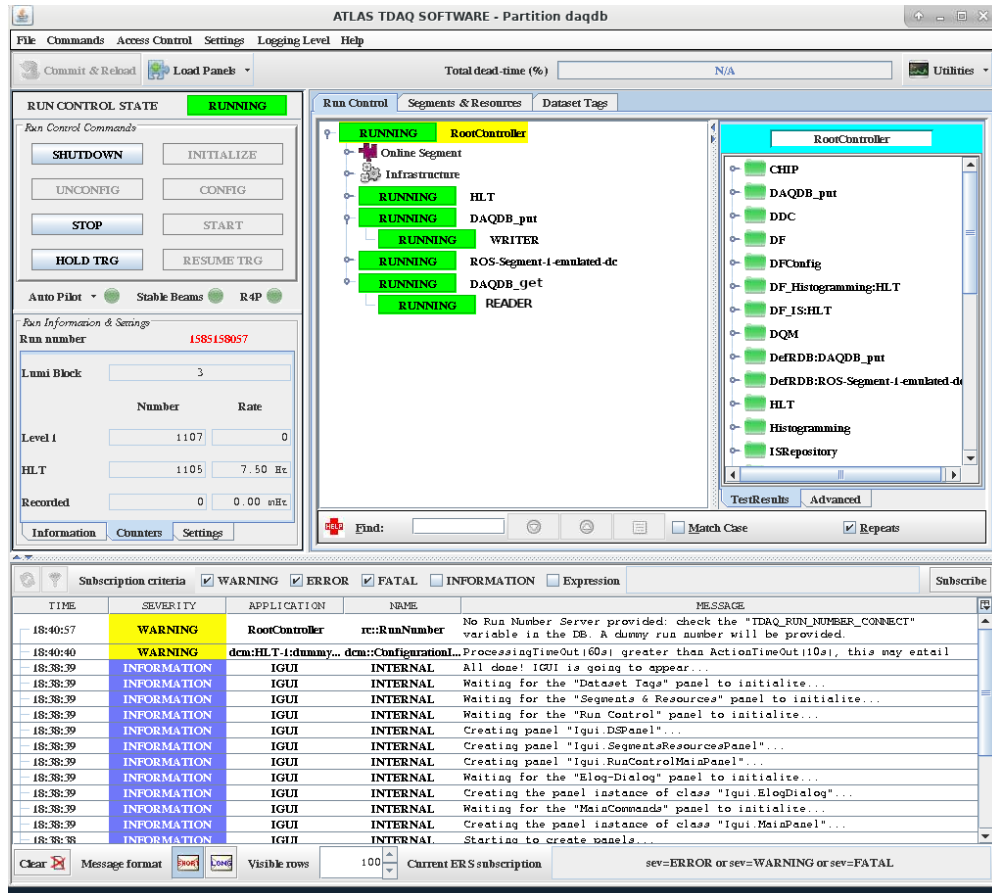 ATLAS TDAQ SOFTWARE - Partition daqdb
File Commands Access Control Settings Logging Level Help
Commit & Reload Load Panels Total dead-time (%) N/A Utilities
RUN CONTROL STATE RUNNING
Run Control Commands
SHUTDOWN INITIALIZE
UNCONFIG CONFIG
STOP START
HOLD TRG RESUME TRG
Auto Pilot Stable Beams R4P
Run Information & Settings
Run number 1585158057
Lumi Block 3
Number Rate
Level 1 1107 0
HLT 1105 7.50 Hz
Recorded 0 0.00 mHz
Information Counters Settings
Run Control Segments & Resources Dataset Tags
RUNNING RootController
Online Segment
Infrastructure
RUNNING HLT
RUNNING DAQDB_put
RUNNING WRITER
RUNNING ROS-Segment-1-emulated-dc
RUNNING DAQDB_get
RUNNING READER
RootController
CHIP
DAQDB_put
DDC
DF
DFConfig
DF_Histogramming:HLT
DF_IS:HLT
DQM
DefRDB:DAQDB_put
DefRDB:ROS-Segment-1-emulated-dc
HLT
Histogramming
ISRepository
TestResults Advanced
HELP Find: Match Case Repeats
Subscription criteria WARNING ERROR FATAL INFORMATION Expression Subscribe
TIME SEVERITY APPLICATION NAME MESSAGE
18:40:57 WARNING RootController rc::RunNumber No Run Number Server provided: check the "TDAQ_RUN_NUMBER_CONNECT"
variable in the DB. A dummy run number will be provided.
18:40:40 WARNING dcm:HLT-1:dummy... dcm::ConfigurationI... ProcessingTimeOut(60s) greater than ActionTimeOut(10s), this may entail
18:38:39 INFORMATION IGUI INTERNAL All done! IGUI is going to appear...
18:38:39 INFORMATION IGUI INTERNAL Waiting for the "Dataset Tags" panel to initialize...
18:38:39 INFORMATION IGUI INTERNAL Waiting for the "Segments & Resources" panel to initialize...
18:38:39 INFORMATION IGUI INTERNAL Waiting for the "Run Control" panel to initialize...
18:38:39 INFORMATION IGUI INTERNAL Creating panel "Igui.DSPanel"...
18:38:39 INFORMATION IGUI INTERNAL Creating panel "Igui.SegmentsResourcesPanel"...
18:38:39 INFORMATION IGUI INTERNAL Creating panel "Igui.RunControlMainPanel"...
18:38:39 INFORMATION IGUI INTERNAL Waiting for the "Elog-Dialog" panel to initialize...
18:38:39 INFORMATION IGUI INTERNAL Creating the panel instance of class "Igui.ElogDialog"...
18:38:39 INFORMATION IGUI INTERNAL Waiting for the "MainCommands" panel to initialize...
18:38:39 INFORMATION IGUI INTERNAL Creating the panel instance of class "Igui.MainPanel"...
18:38:38 INFORMATION IGUI INTERNAL Starting to create panels...
Clear Message format SHORT LONG Visible rows 100 Current ERS subscription sev=ERROR or sev=WARNING or sev=FATAL